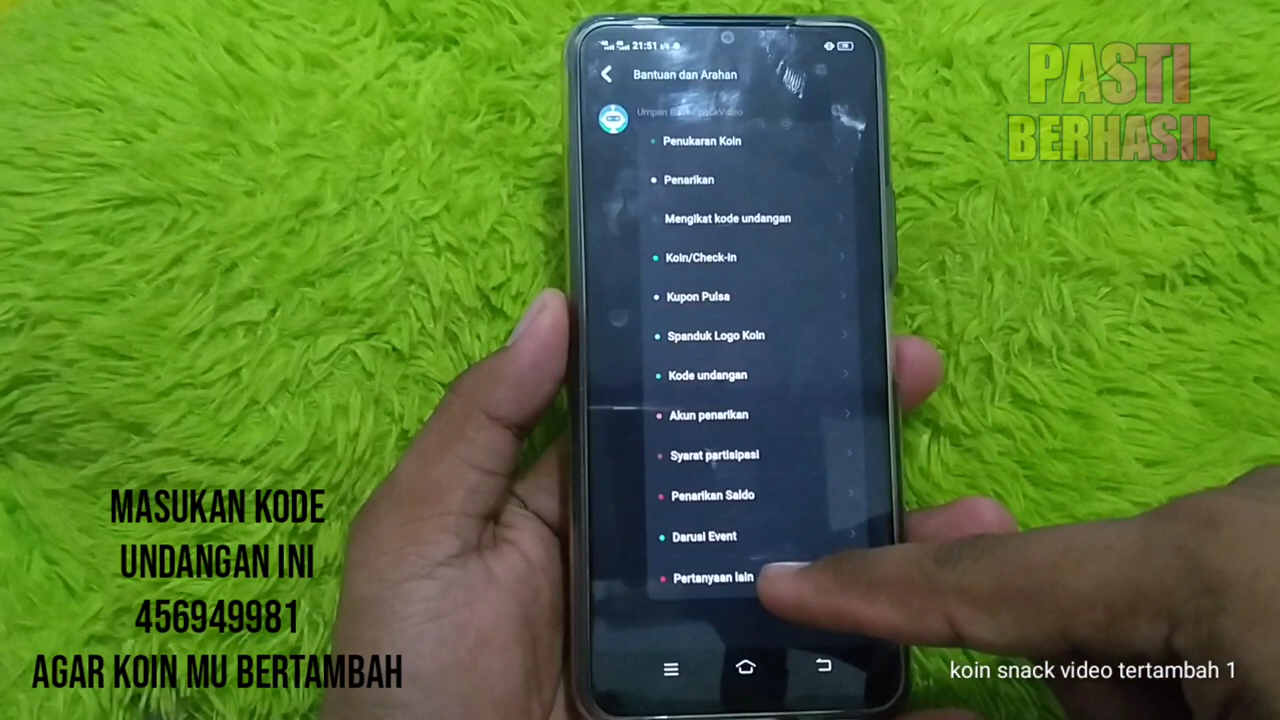 21:51
Bantuan dan Arahan
Penukaran Koin
Penarikan
Mengikat kode undangan
Koin/Check-in
Kupon Pulsa
Spanduk Logo Koin
Kode undangan
Akun penarikan
Syarat partisipasi
Penarikan Saldo
Darusi Event
Pertanyaan lain
PASTI
BERHASIL
MASUKAN KODE
UNDANGAN INI
456949981
AGAR KOIN MU BERTAMBAH
koin snack video tertambah 1